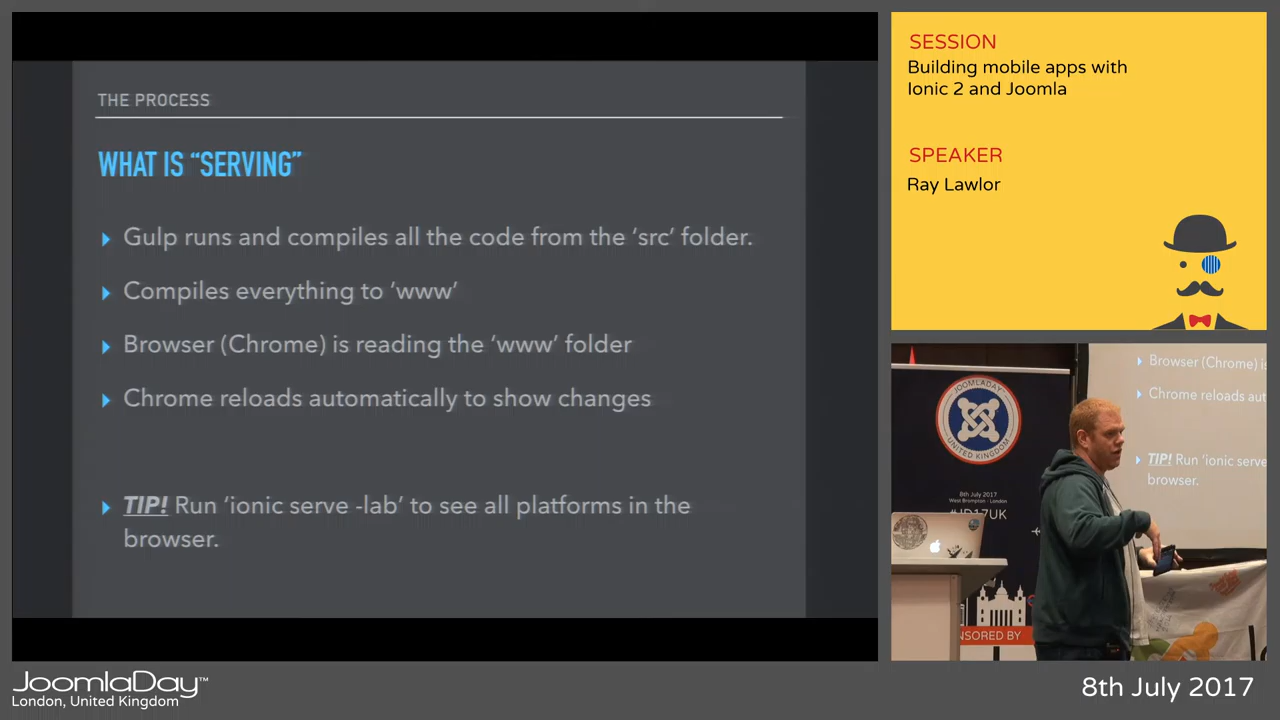 THE PROCESS
WHAT IS “SERVING”
Gulp runs and compiles all the code from the ‘src’ folder.
Compiles everything to ‘www’
Browser (Chrome) is reading the ‘www’ folder
Chrome reloads automatically to show changes
TIP! Run ‘ionic serve -lab’ to see all platforms in the
browser.
SESSION
Building mobile apps with
Ionic 2 and Joomla
SPEAKER
Ray Lawlor
JOOMLADAY
UNITED KINGDOM
8th July 2017
West Brompton - London
#JD17UK
NSORED BY
Browser (Chrome) is
Chrome reloads aut
TIP! Run ‘ionic serve
browser.
JoomlaDay™
London, United Kingdom
8th July 2017